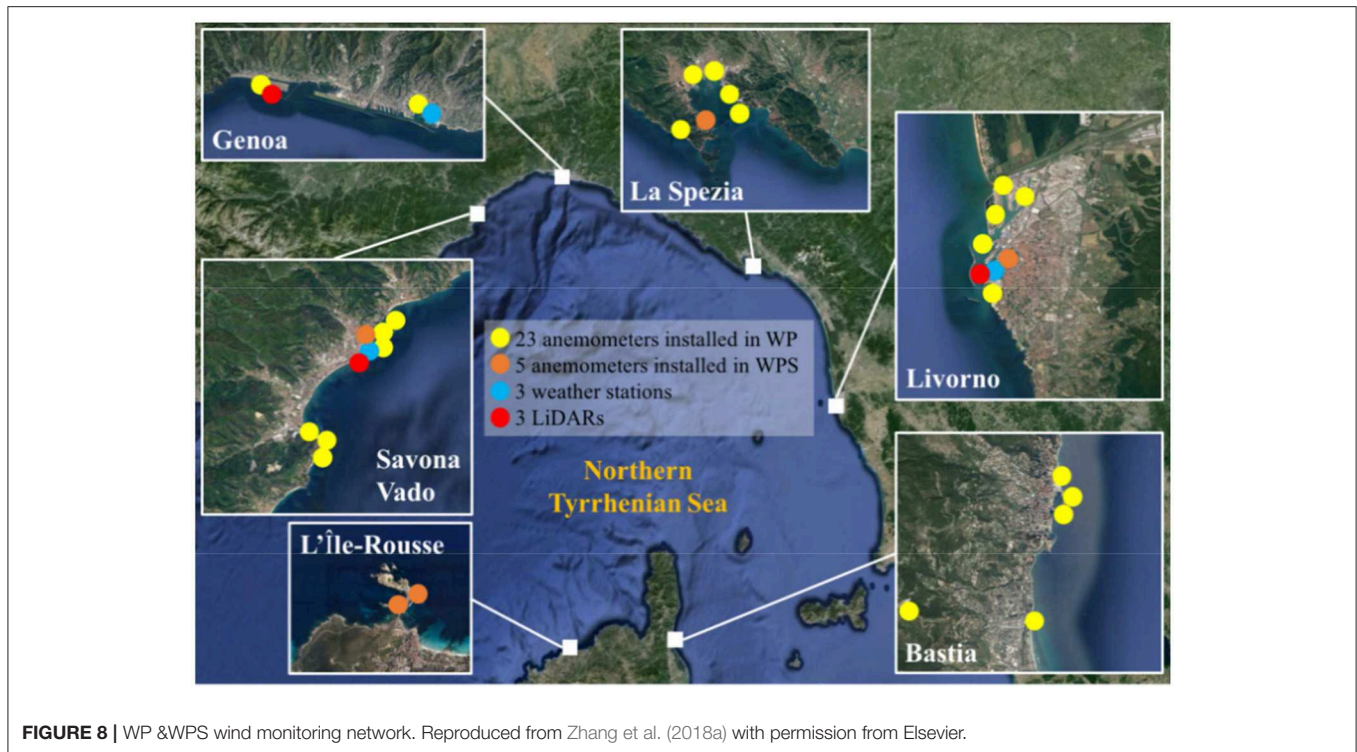 Genoa
La Spezia
Livorno
Savona
Vado
23 anemometers installed in WP
5 anemometers installed in WPS
3 weather stations
3 LiDARs
Northern
Tyrrhenian Sea
L'Île-Rousse
Bastia
FIGURE 8 | WP &WPS wind monitoring network. Reproduced from Zhang et al. (2018a) with permission from Elsevier.